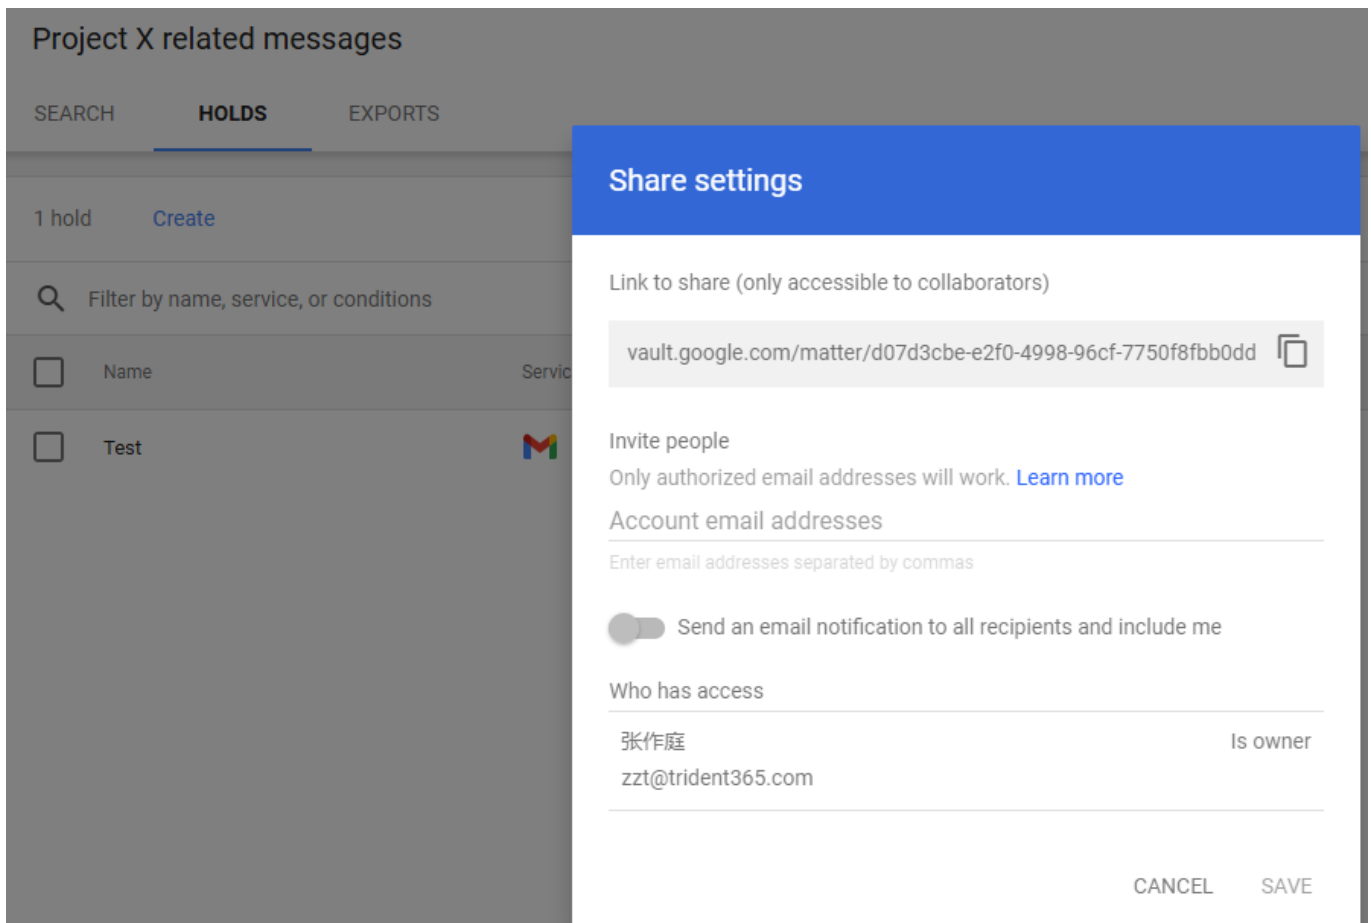 Project X related messages
SEARCH HOLDS EXPORTS
1 hold Create
Filter by name, service, or conditions
Name Servic
Test
Share settings
Link to share (only accessible to collaborators)
vault.google.com/matter/d07d3cbe-e2f0-4998-96cf-7750f8fbb0dd
Invite people
Only authorized email addresses will work. Learn more
Account email addresses
Enter email addresses separated by commas
Send an email notification to all recipients and include me
Who has access
张作庭 Is owner
zzt@trident365.com
CANCEL SAVE